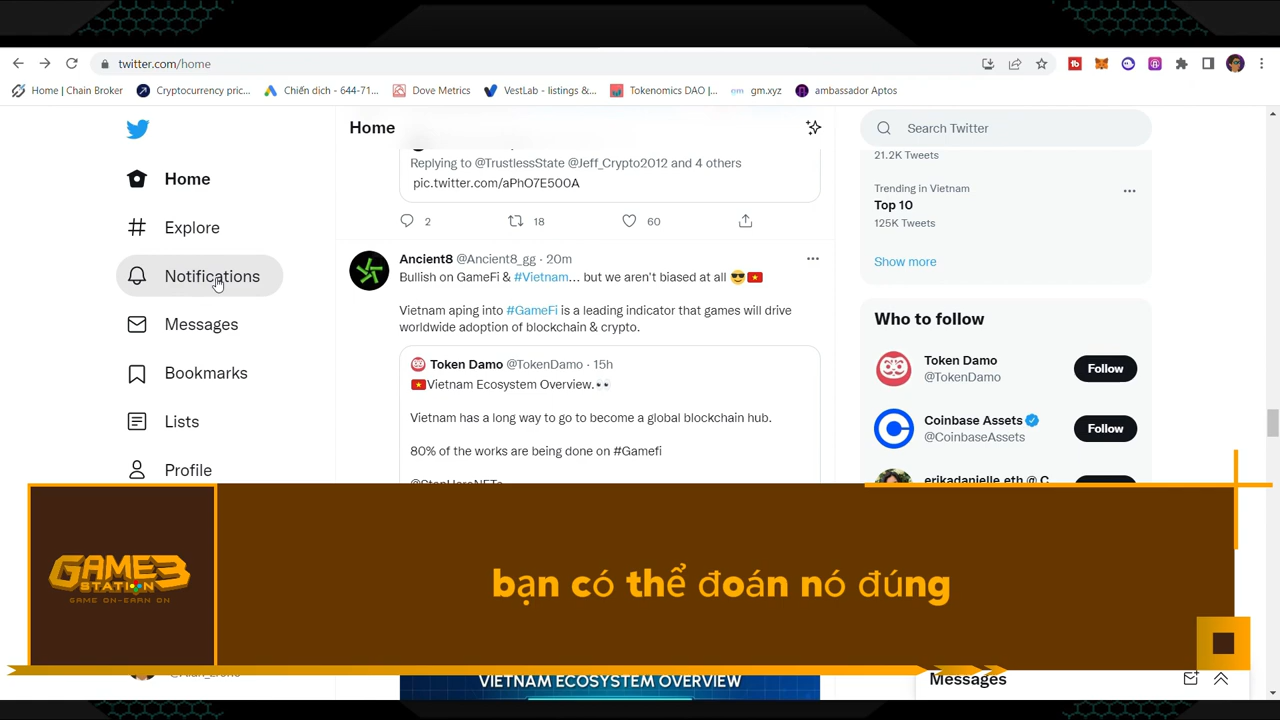 twitter.com/home
Home | Chain Broker
Cryptocurrency pric...
Chiến dịch - 644-71...
Dove Metrics
VestLab - listings &...
Tokenomics DAO |...
gm.xyz
ambassador Aptos
Home
Explore
Notifications
Messages
Bookmarks
Lists
Profile
Home
Replying to @TrustlessState @Jeff_Crypto2012 and 4 others
pic.twitter.com/aPhO7E500A
2
18
60
Ancient8 @Ancient8_gg · 20m
Bullish on GameFi & #Vietnam... but we aren't biased at all
Vietnam aping into #GameFi is a leading indicator that games will drive
worldwide adoption of blockchain & crypto.
Token Damo @TokenDamo · 15h
Vietnam Ecosystem Overview.
Vietnam has a long way to go to become a global blockchain hub.
80% of the works are being done on #Gamefi
VIETNAM ECOSYSTEM OVERVIEW
Search Twitter
21.2K Tweets
Trending in Vietnam
Top 10
125K Tweets
Show more
Who to follow
Token Damo
@TokenDamo
Follow
Coinbase Assets
@CoinbaseAssets
Follow
erikadanielle.eth @ C
Messages
GAME3
STATION
GAME ON-EARN ON
bạn có thể đoán nó đúng